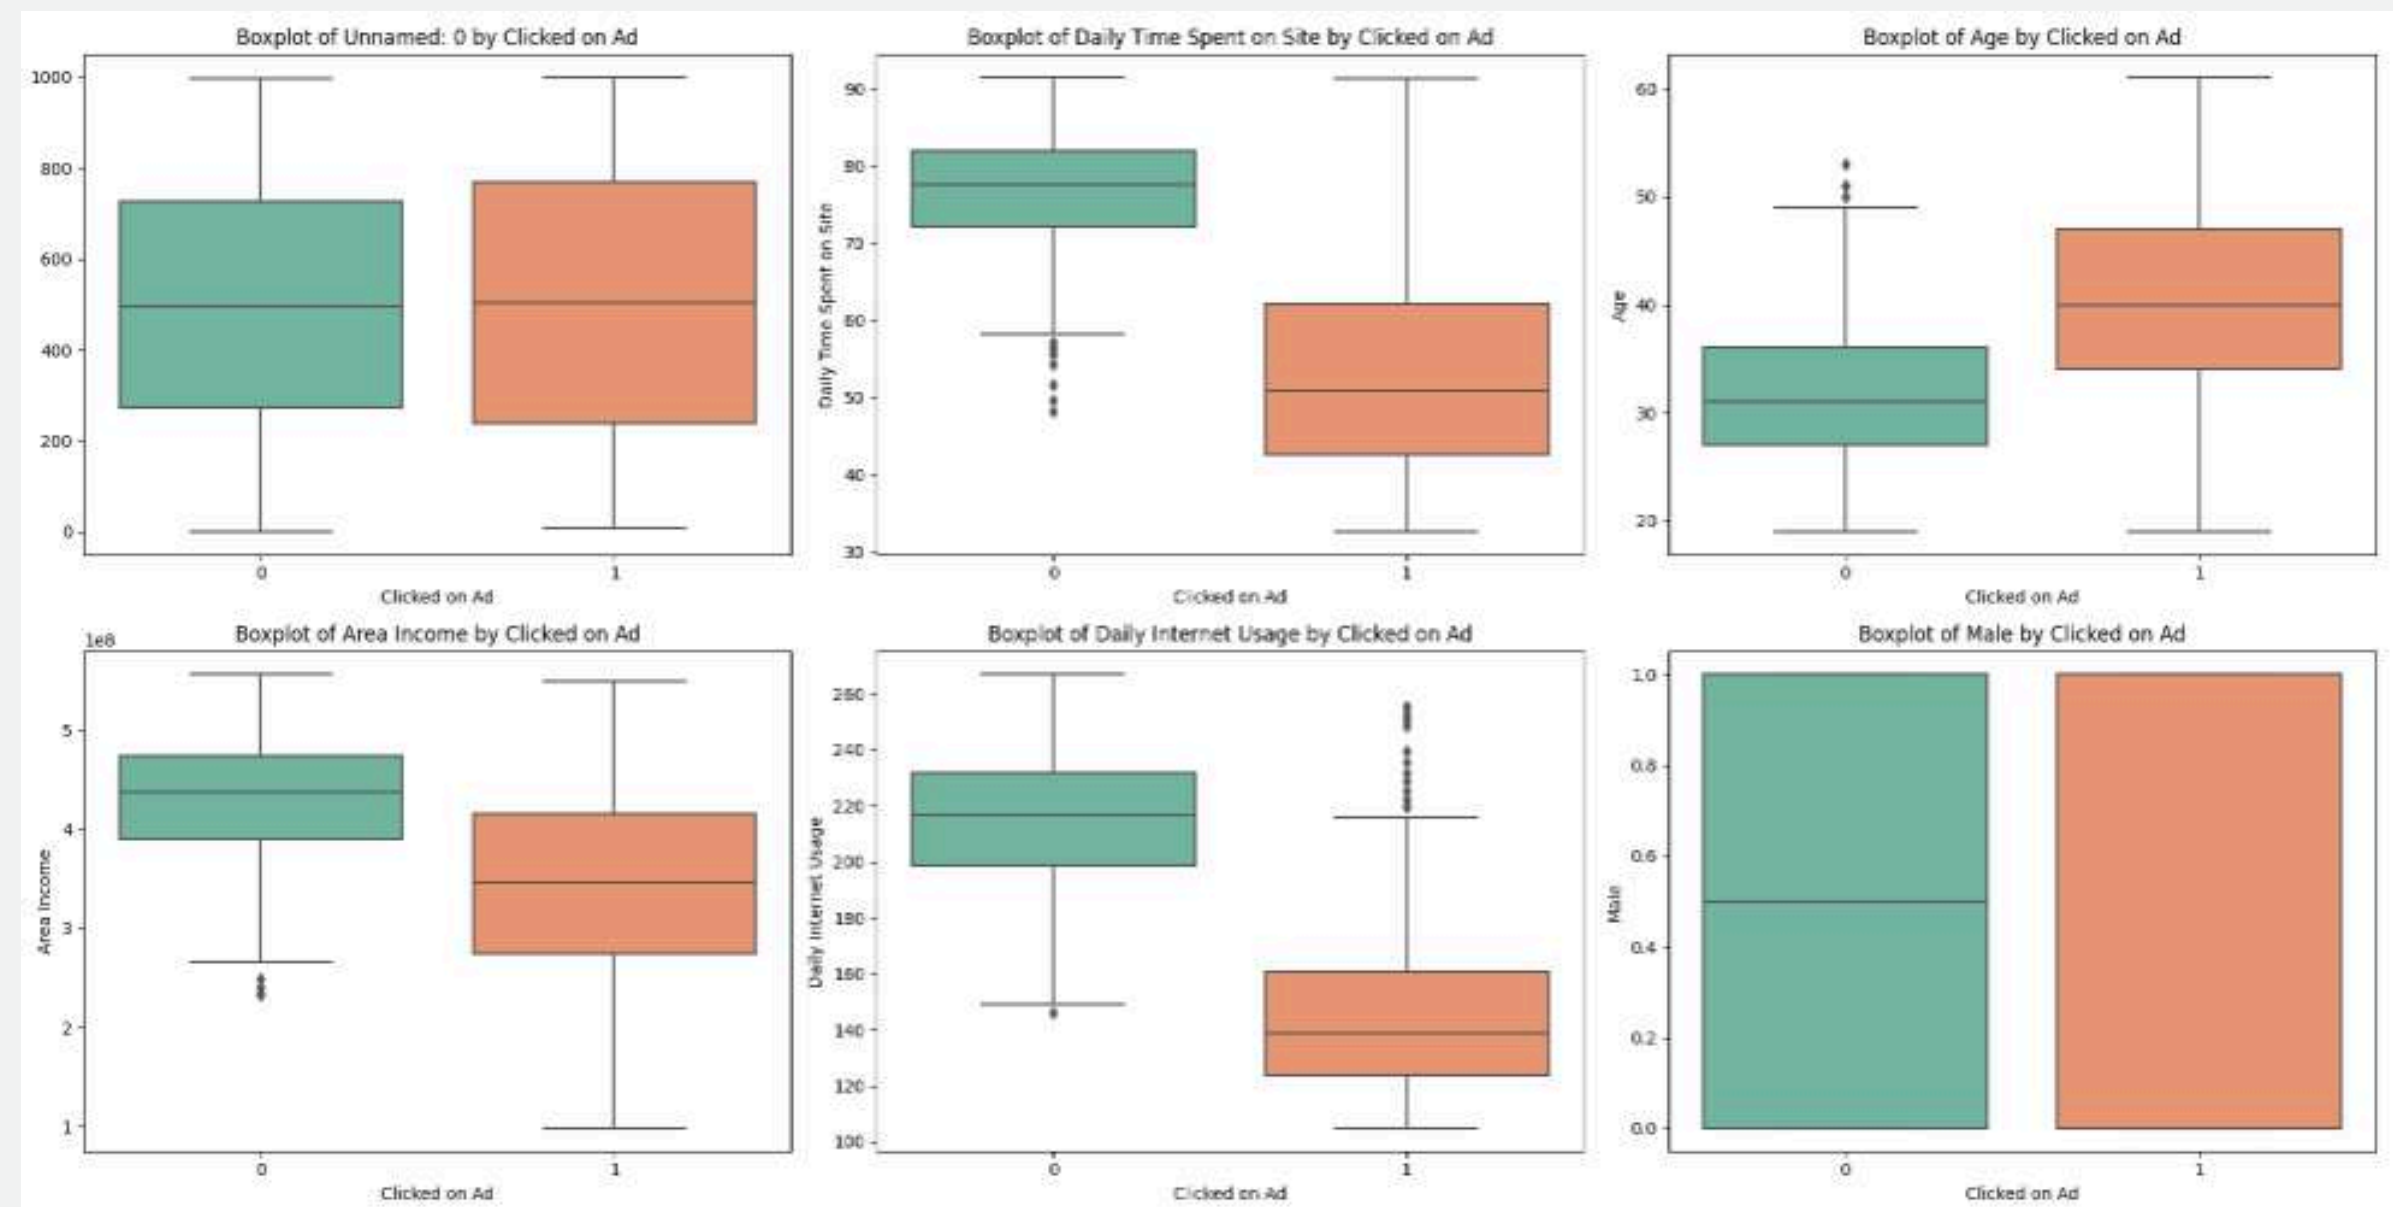 Boxplot of Unnamed: 0 by Clicked on Ad
1000
800
600
400
200
0
0 1
Clicked on Ad
Boxplot of Daily Time Spent on Site by Clicked on Ad
Daily Time Spent on Site
90
80
70
60
50
40
30
0 1
Clicked on Ad
Boxplot of Age by Clicked on Ad
Age
60
50
40
30
20
0 1
Clicked on Ad
Boxplot of Area Income by Clicked on Ad
1e8
Area Income
5
4
3
2
1
0 1
Clicked on Ad
Boxplot of Daily Internet Usage by Clicked on Ad
Daily Internet Usage
260
240
220
200
180
160
140
120
100
0 1
Clicked on Ad
Boxplot of Male by Clicked on Ad
Male
1.0
0.8
0.6
0.4
0.2
0.0
0 1
Clicked on Ad